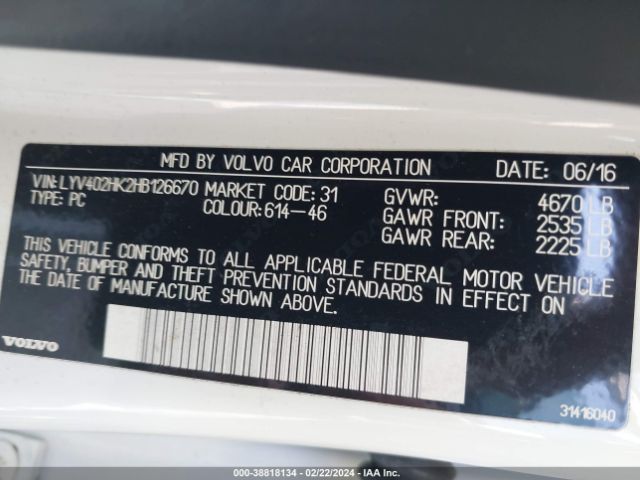 MFD BY VOLVO CAR CORPORATION DATE: 06/16
VIN:LYV402HK2HB126670 MARKET CODE: 31 GVWR: 4670 LB
TYPE: PC COLOUR:614-46 GAWR FRONT: 2535 LB
GAWR REAR: 2225 LB
THIS VEHICLE CONFORMS TO ALL APPLICABLE FEDERAL MOTOR VEHICLE
SAFETY, BUMPER AND THEFT PREVENTION STANDARDS IN EFFECT ON
THE DATE OF MANUFACTURE SHOWN ABOVE.
VOLVO
31416040
000-38818134 - 02/22/2024 - IAA Inc.